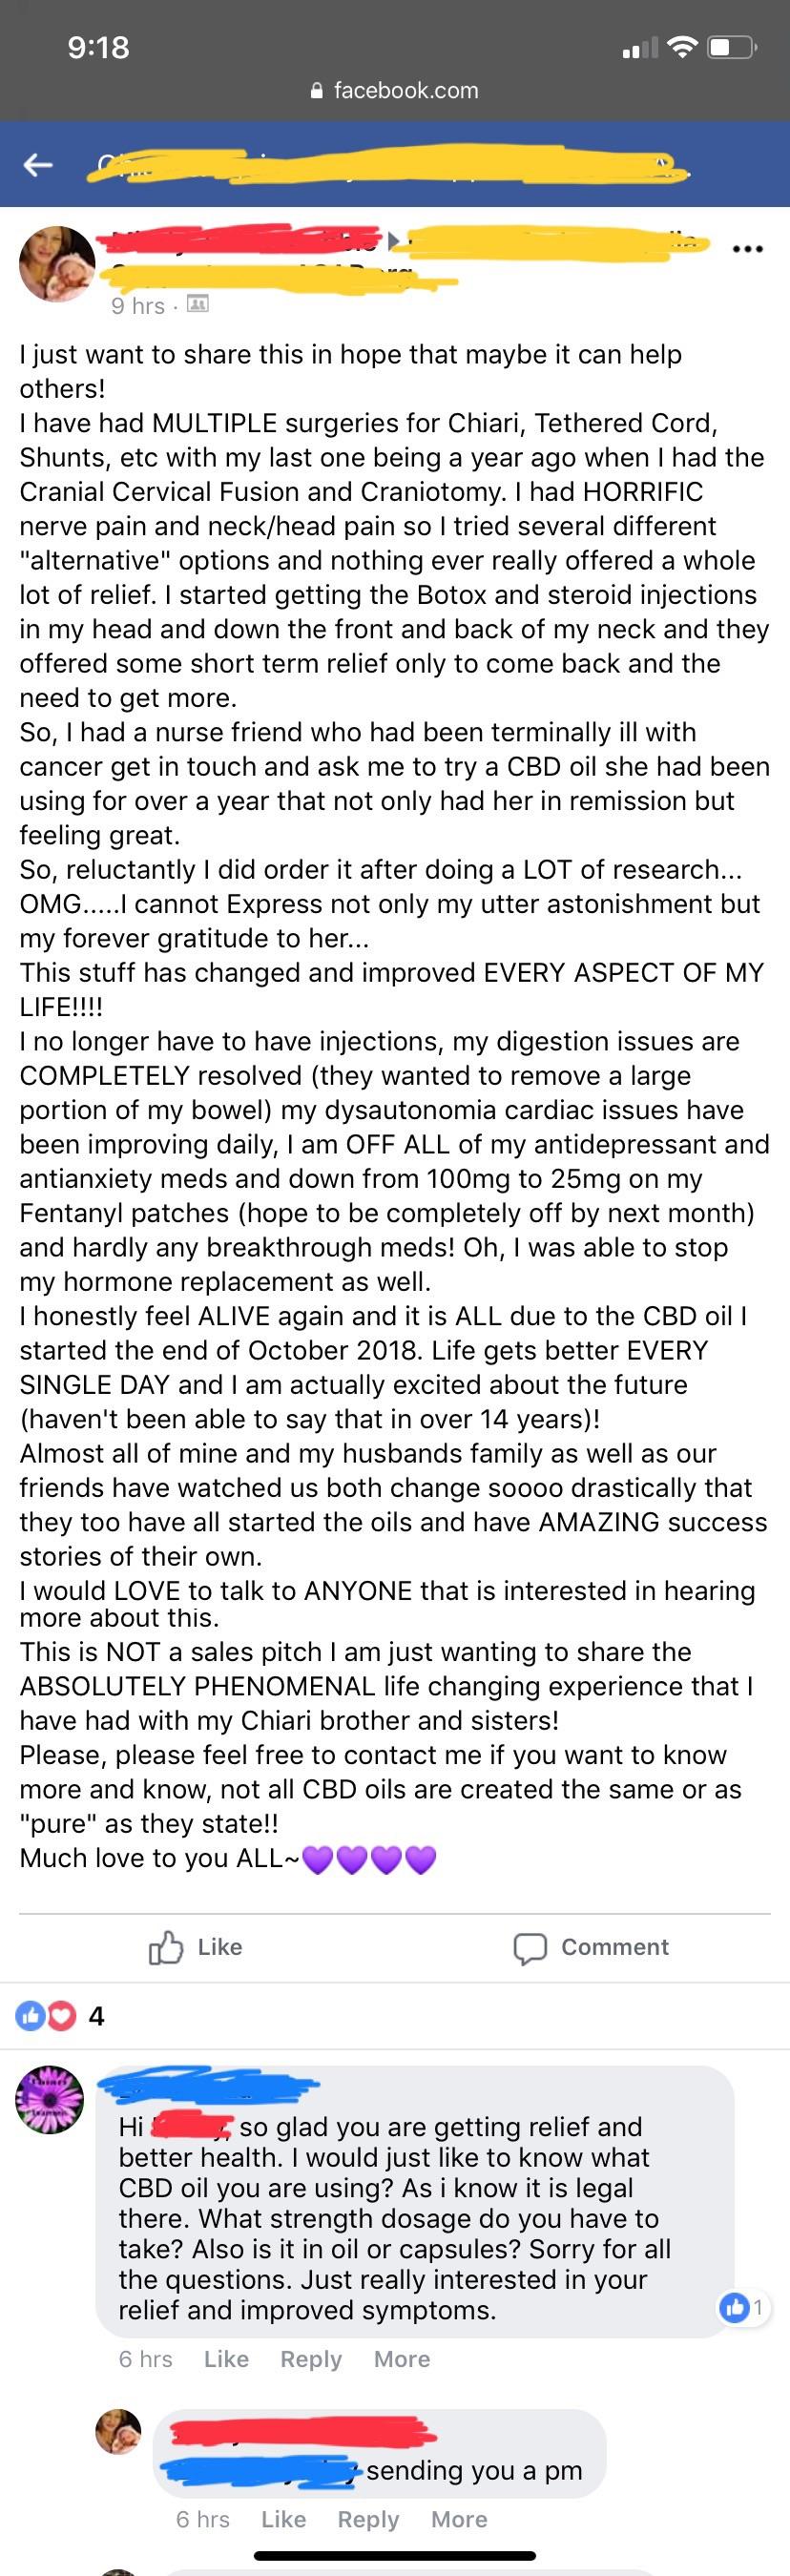 9:18
facebook.com
9 hrs ·
I just want to share this in hope that maybe it can help
others!
I have had MULTIPLE surgeries for Chiari, Tethered Cord,
Shunts, etc with my last one being a year ago when I had the
Cranial Cervical Fusion and Craniotomy. I had HORRIFIC
nerve pain and neck/head pain so I tried several different
"alternative" options and nothing ever really offered a whole
lot of relief. I started getting the Botox and steroid injections
in my head and down the front and back of my neck and they
offered some short term relief only to come back and the
need to get more.
So, I had a nurse friend who had been terminally ill with
cancer get in touch and ask me to try a CBD oil she had been
using for over a year that not only had her in remission but
feeling great.
So, reluctantly I did order it after doing a LOT of research...
OMG.....I cannot Express not only my utter astonishment but
my forever gratitude to her...
This stuff has changed and improved EVERY ASPECT OF MY
LIFE!!!!
I no longer have to have injections, my digestion issues are
COMPLETELY resolved (they wanted to remove a large
portion of my bowel) my dysautonomia cardiac issues have
been improving daily, I am OFF ALL of my antidepressant and
antianxiety meds and down from 100mg to 25mg on my
Fentanyl patches (hope to be completely off by next month)
and hardly any breakthrough meds! Oh, I was able to stop
my hormone replacement as well.
I honestly feel ALIVE again and it is ALL due to the CBD oil I
started the end of October 2018. Life gets better EVERY
SINGLE DAY and I am actually excited about the future
(haven't been able to say that in over 14 years)!
Almost all of mine and my husbands family as well as our
friends have watched us both change soooo drastically that
they too have all started the oils and have AMAZING success
stories of their own.
I would LOVE to talk to ANYONE that is interested in hearing
more about this.
This is NOT a sales pitch I am just wanting to share the
ABSOLUTELY PHENOMENAL life changing experience that I
have had with my Chiari brother and sisters!
Please, please feel free to contact me if you want to know
more and know, not all CBD oils are created the same or as
"pure" as they state!!
Much love to you ALL~💜💜💜💜
Like Comment
4
Hi so glad you are getting relief and
better health. I would just like to know what
CBD oil you are using? As i know it is legal
there. What strength dosage do you have to
take? Also is it in oil or capsules? Sorry for all
the questions. Just really interested in your
relief and improved symptoms.
1
6 hrs Like Reply More
sending you a pm
6 hrs Like Reply More